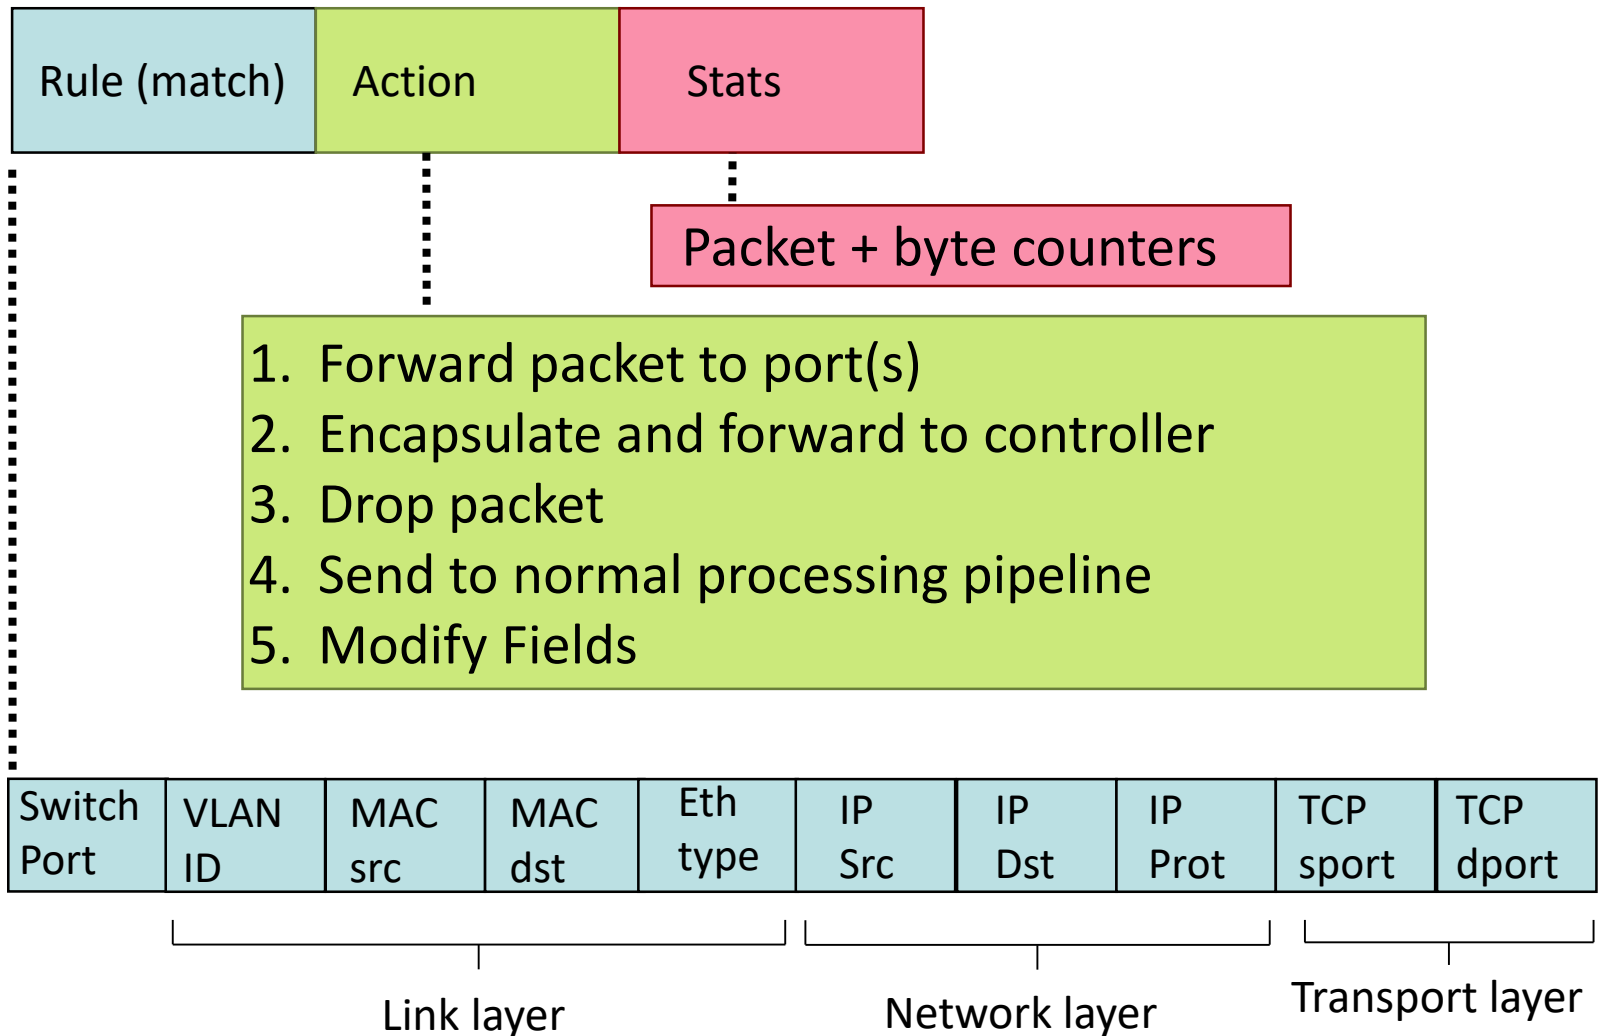 Rule (match) Action Stats
Packet + byte counters
1. Forward packet to port(s)
2. Encapsulate and forward to controller
3. Drop packet
4. Send to normal processing pipeline
5. Modify Fields
Switch Port
VLAN ID
MAC src
MAC dst
Eth type
IP Src
IP Dst
IP Prot
TCP sport
TCP dport
Link layer
Network layer
Transport layer